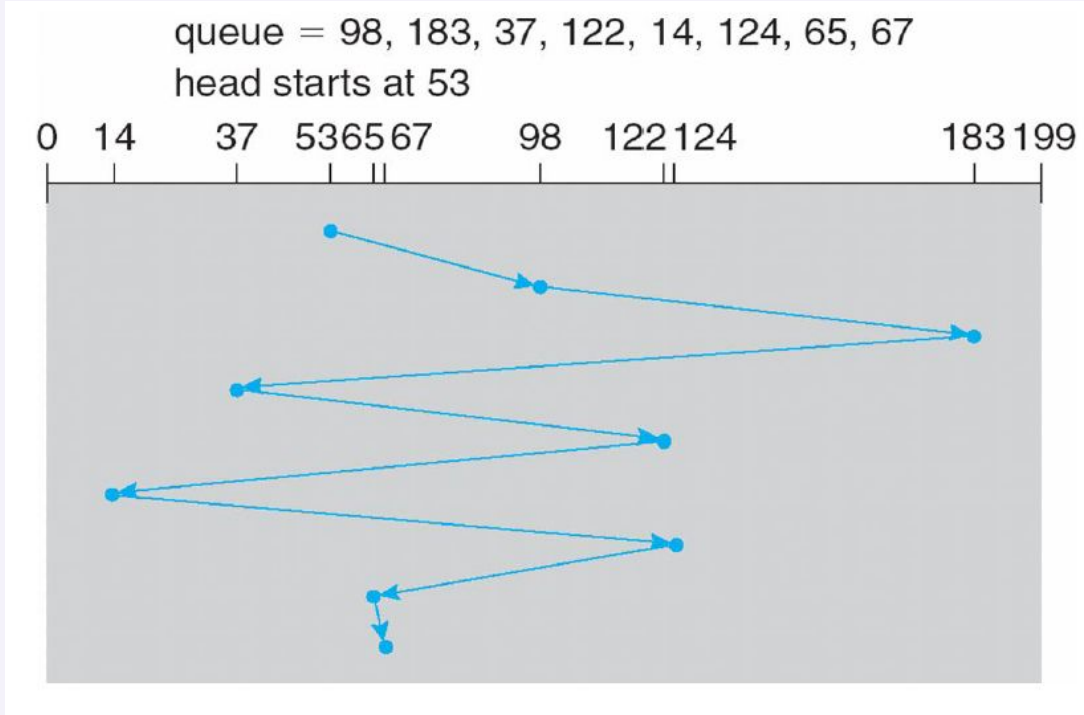 queue = 98, 183, 37, 122, 14, 124, 65, 67
head starts at 53
0 14 37 53 65 67 98 122 124 183 199